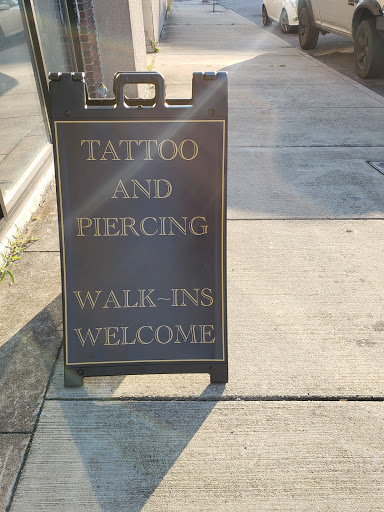 TATTOO
AND
PIERCING
WALK~INS
WELCOME